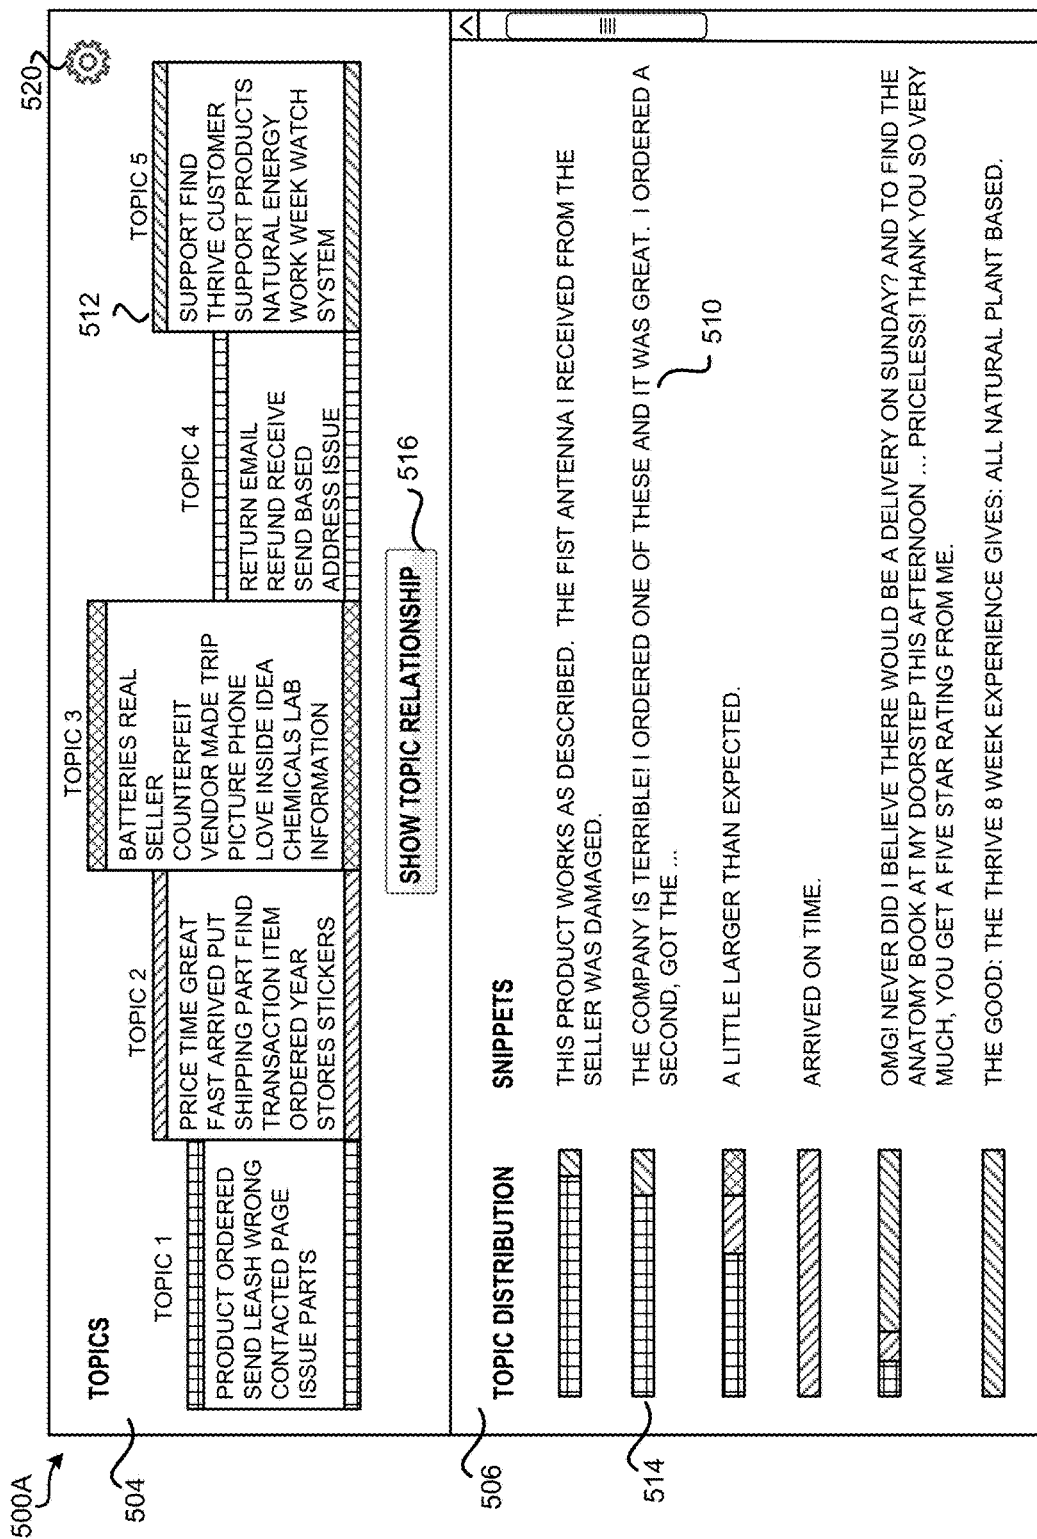 500A
520
504
TOPICS
TOPIC 1
PRODUCT ORDERED
SEND LEASH WRONG
CONTACTED PAGE
ISSUE PARTS
TOPIC 2
PRICE TIME GREAT
FAST ARRIVED PUT
SHIPPING PART FIND
TRANSACTION ITEM
ORDERED YEAR
STORES STICKERS
TOPIC 3
BATTERIES REAL
SELLER
COUNTERFEIT
VENDOR MADE TRIP
PICTURE PHONE
LOVE INSIDE IDEA
CHEMICALS LAB
INFORMATION
TOPIC 4
RETURN EMAIL
REFUND RECEIVE
SEND BASED
ADDRESS ISSUE
512
TOPIC 5
SUPPORT FIND
THRIVE CUSTOMER
SUPPORT PRODUCTS
NATURAL ENERGY
WORK WEEK WATCH
SYSTEM
SHOW TOPIC RELATIONSHIP
516
506
TOPIC DISTRIBUTION
SNIPPETS
THIS PRODUCT WORKS AS DESCRIBED. THE FIST ANTENNA I RECEIVED FROM THE
SELLER WAS DAMAGED.
514
THE COMPANY IS TERRIBLE! I ORDERED ONE OF THESE AND IT WAS GREAT. I ORDERED A
SECOND, GOT THE ...
510
A LITTLE LARGER THAN EXPECTED.
ARRIVED ON TIME.
OMG! NEVER DID I BELIEVE THERE WOULD BE A DELIVERY ON SUNDAY? AND TO FIND THE
ANATOMY BOOK AT MY DOORSTEP THIS AFTERNOON ... PRICELESS! THANK YOU SO VERY
MUCH, YOU GET A FIVE STAR RATING FROM ME.
THE GOOD: THE THRIVE 8 WEEK EXPERIENCE GIVES: ALL NATURAL PLANT BASED.